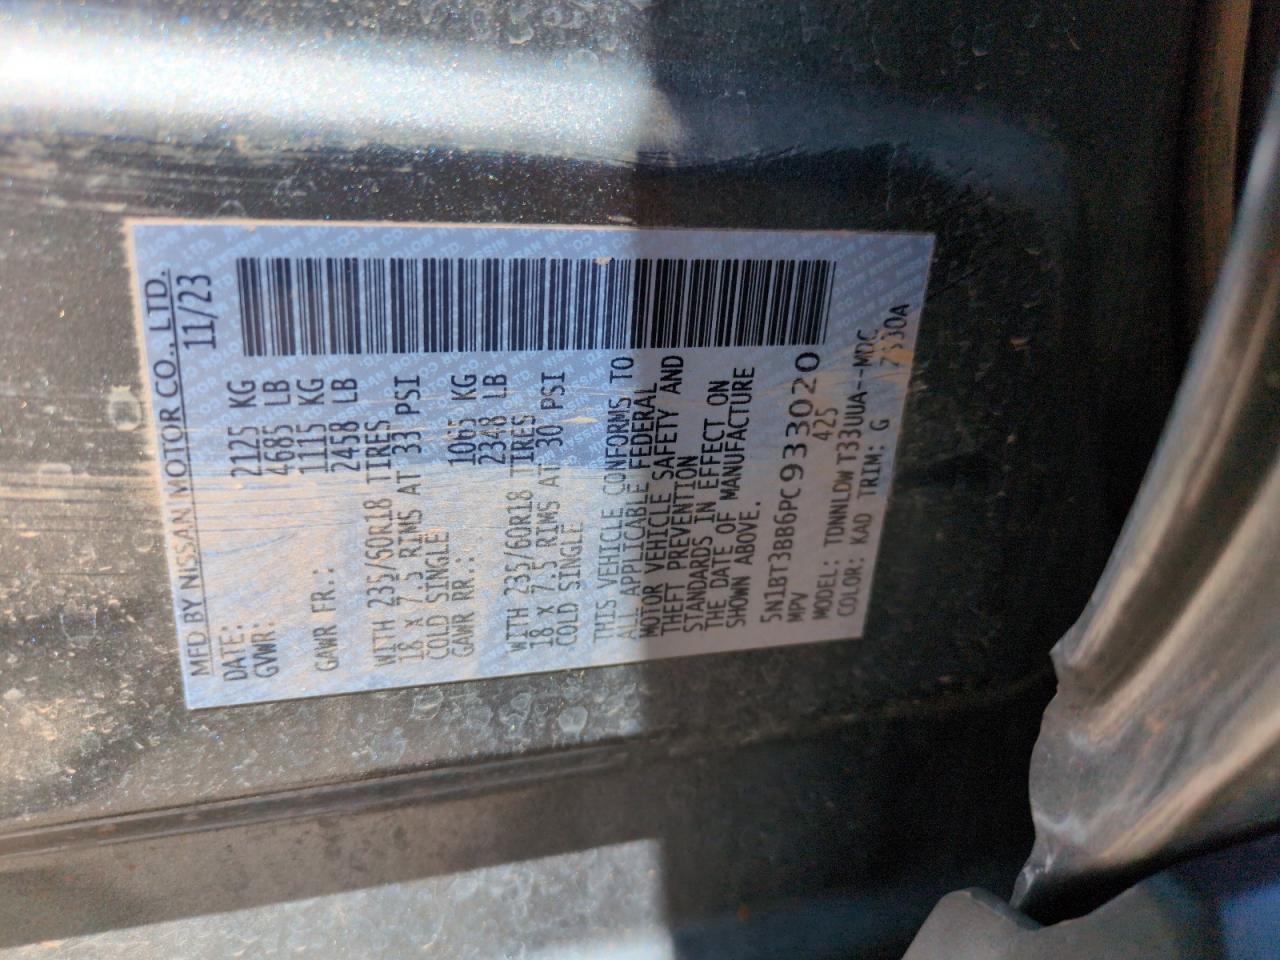 MFD BY NISSAN MOTOR CO., LTD.
DATE: 11/23
GVWR: 2125 KG
4685 LB
GAWR FR.: 1115 KG
2458 LB
WITH 235/60R18 TIRES
18 X 7.5 RIMS AT 33 PSI
COLD SINGLE
GAWR RR.: 1065 KG
2348 LB
WITH 235/60R18 TIRES
18 X 7.5 RIMS AT 30 PSI
COLD SINGLE
THIS VEHICLE CONFORMS TO
ALL APPLICABLE FEDERAL
MOTOR VEHICLE SAFETY AND
THEFT PREVENTION
STANDARDS IN EFFECT ON
THE DATE OF MANUFACTURE
SHOWN ABOVE.
5N1BT3BB6PC933020
MPV 425
MODEL: TDNNLDW T33UUA--MDC
COLOR: KAD TRIM: G